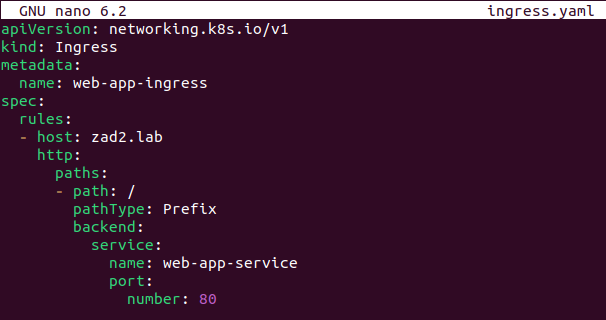 GNU nano 6.2 ingress.yaml
apiVersion: networking.k8s.io/v1
kind: Ingress
metadata:
  name: web-app-ingress
spec:
  rules:
  - host: zad2.lab
    http:
      paths:
      - path: /
        pathType: Prefix
        backend:
          service:
            name: web-app-service
            port:
              number: 80